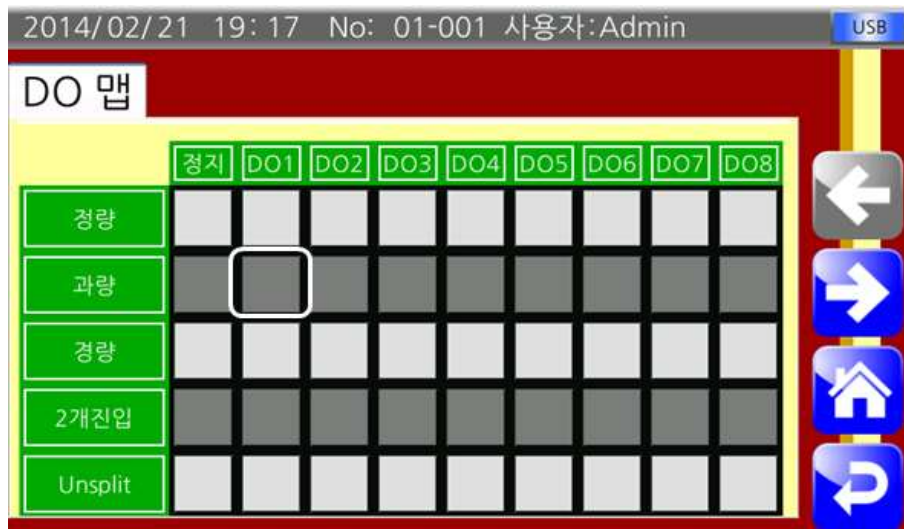 2014/02/21 19:17 No: 01-001 사용자:Admin USB
DO 맵
정지 DO1 DO2 DO3 DO4 DO5 DO6 DO7 DO8
정량
과량
경량
2개진입
Unsplit